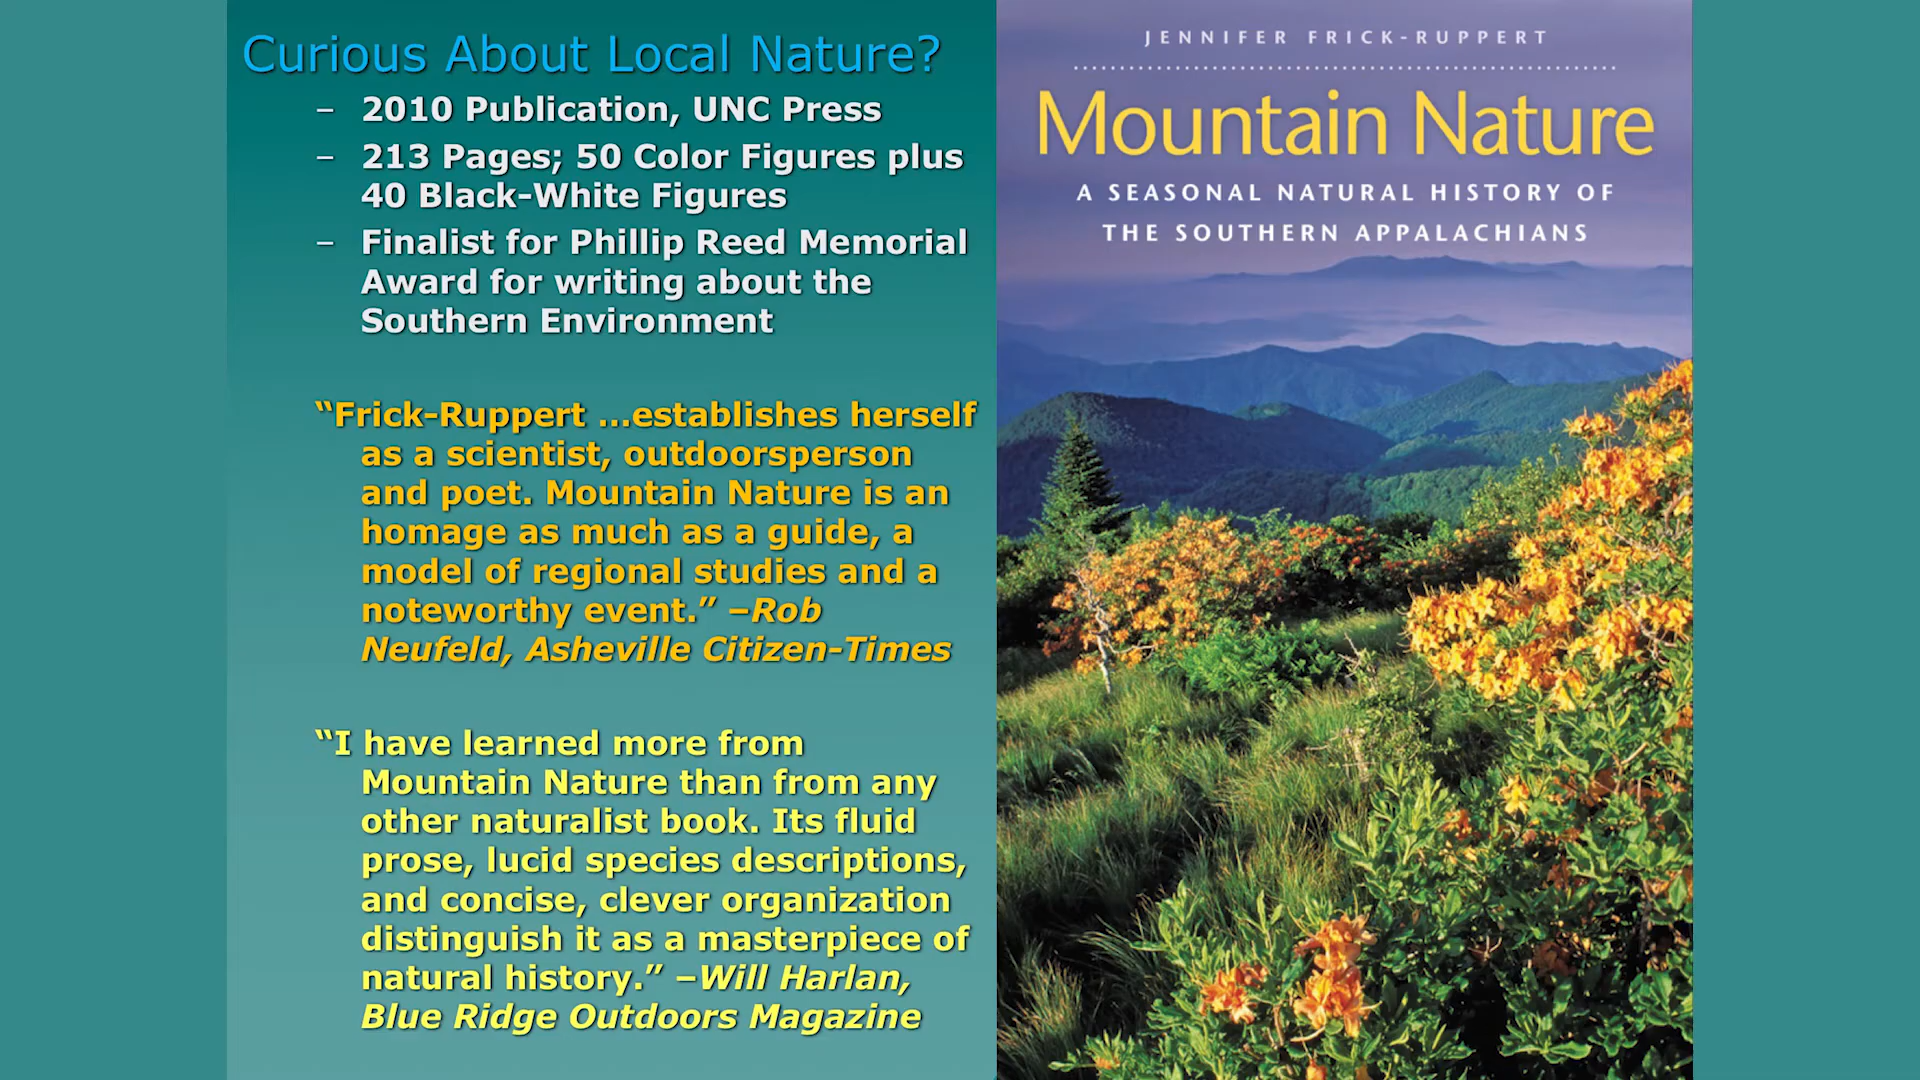 Curious About Local Nature?
– 2010 Publication, UNC Press
– 213 Pages; 50 Color Figures plus
40 Black-White Figures
– Finalist for Phillip Reed Memorial
Award for writing about the
Southern Environment
“Frick-Ruppert ...establishes herself
as a scientist, outdoorsperson
and poet. Mountain Nature is an
homage as much as a guide, a
model of regional studies and a
noteworthy event.” –Rob
Neufeld, Asheville Citizen-Times
“I have learned more from
Mountain Nature than from any
other naturalist book. Its fluid
prose, lucid species descriptions,
and concise, clever organization
distinguish it as a masterpiece of
natural history.” –Will Harlan,
Blue Ridge Outdoors Magazine
JENNIFER FRICK-RUPPERT
Mountain Nature
A SEASONAL NATURAL HISTORY OF
THE SOUTHERN APPALACHIANS